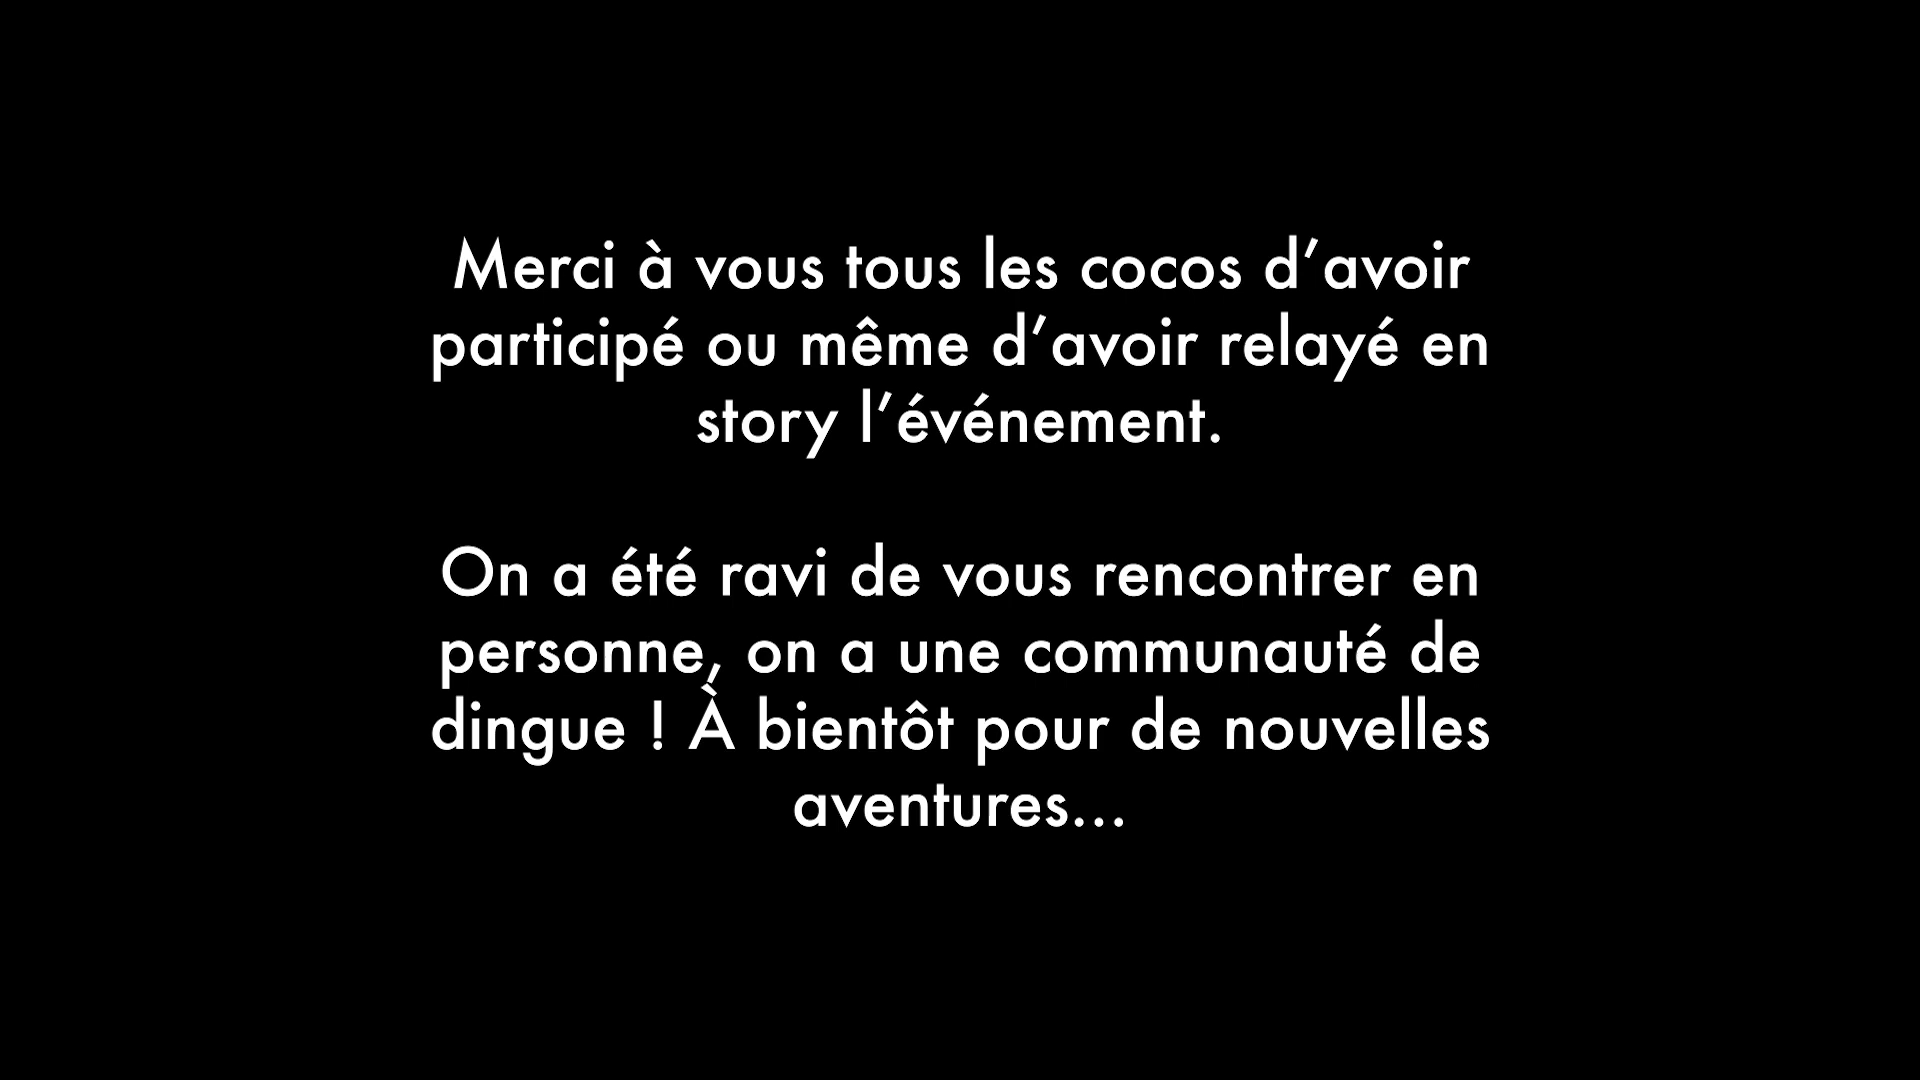 Merci à vous tous les cocos d’avoir
participé ou même d’avoir relayé en
story l’événement.
On a été ravi de vous rencontrer en
personne, on a une communauté de
dingue ! À bientôt pour de nouvelles
aventures...